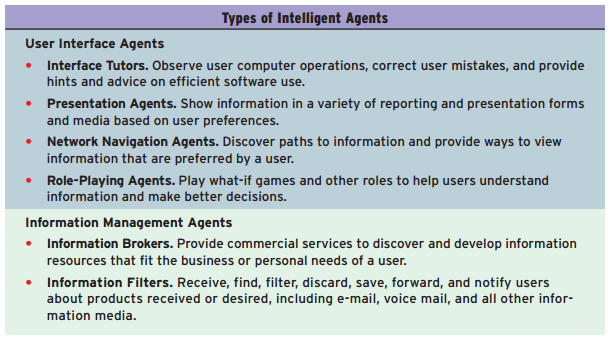 Types of Intelligent Agents
User Interface Agents
• Interface Tutors. Observe user computer operations, correct user mistakes, and provide
hints and advice on efficient software use.
• Presentation Agents. Show information in a variety of reporting and presentation forms
and media based on user preferences.
• Network Navigation Agents. Discover paths to information and provide ways to view
information that are preferred by a user.
• Role-Playing Agents. Play what-if games and other roles to help users understand
information and make better decisions.
Information Management Agents
• Information Brokers. Provide commercial services to discover and develop information
resources that fit the business or personal needs of a user.
• Information Filters. Receive, find, filter, discard, save, forward, and notify users
about products received or desired, including e-mail, voice mail, and all other infor-
mation media.